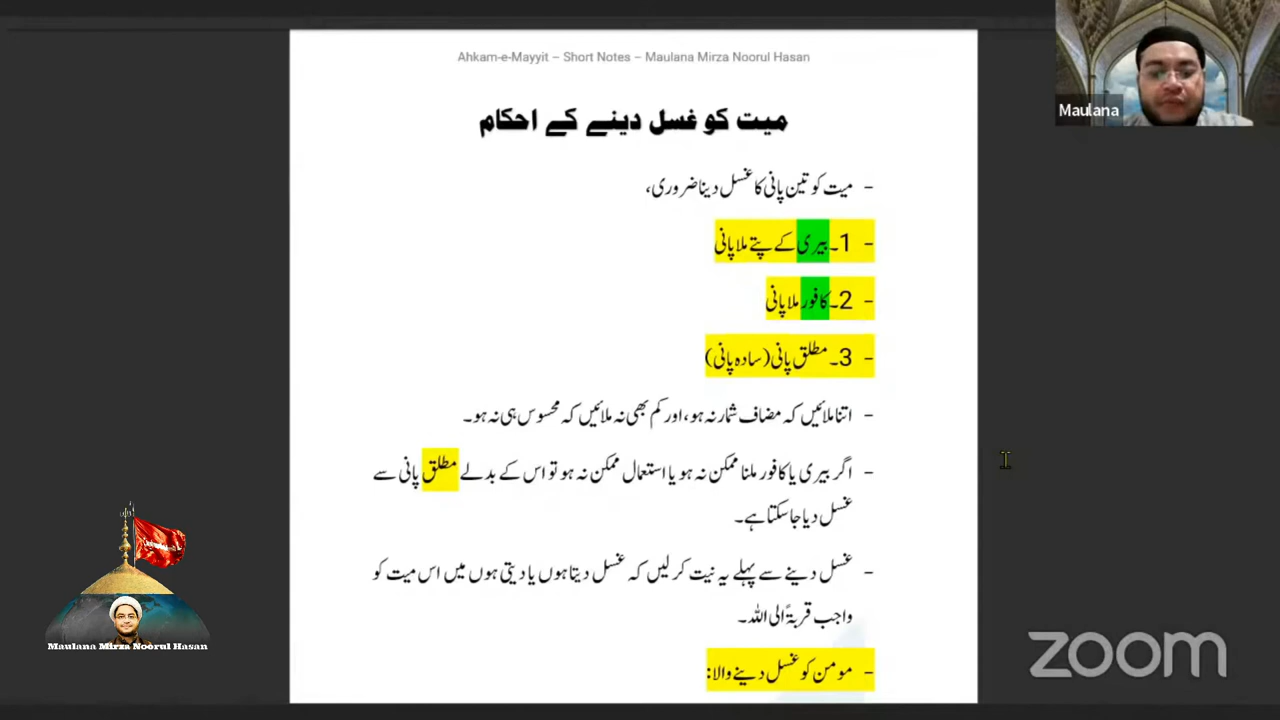 Ahkam-e-Mayyit – Short Notes – Maulana Mirza Noorul Hasan
Maulana
میت کو غسل دینے کے احکام
- میت کو تین پانی کا غسل دینا ضروری،
- 1۔ بیری کے پتے ملا پانی
- 2۔ کافور ملا پانی
- 3۔ مطلق پانی (سادہ پانی)
- اتنا ملائیں کہ مضاف شمار نہ ہو، اور کم بھی نہ ملائیں کہ محسوس ہی نہ ہو۔
- اگر بیری یا کافور ملنا ممکن نہ ہو یا استعمال ممکن نہ ہو تو اس کے بدلے مطلق پانی سے
غسل دیا جاسکتا ہے۔
- غسل دینے سے پہلے یہ نیت کرلیں کہ غسل دیتا ہوں یا دیتی ہوں میں اس میت کو
واجب قربۃً الی اللہ۔
- مومن کو غسل دینے والا:
Maulana Mirza Noorul Hasan
zoom